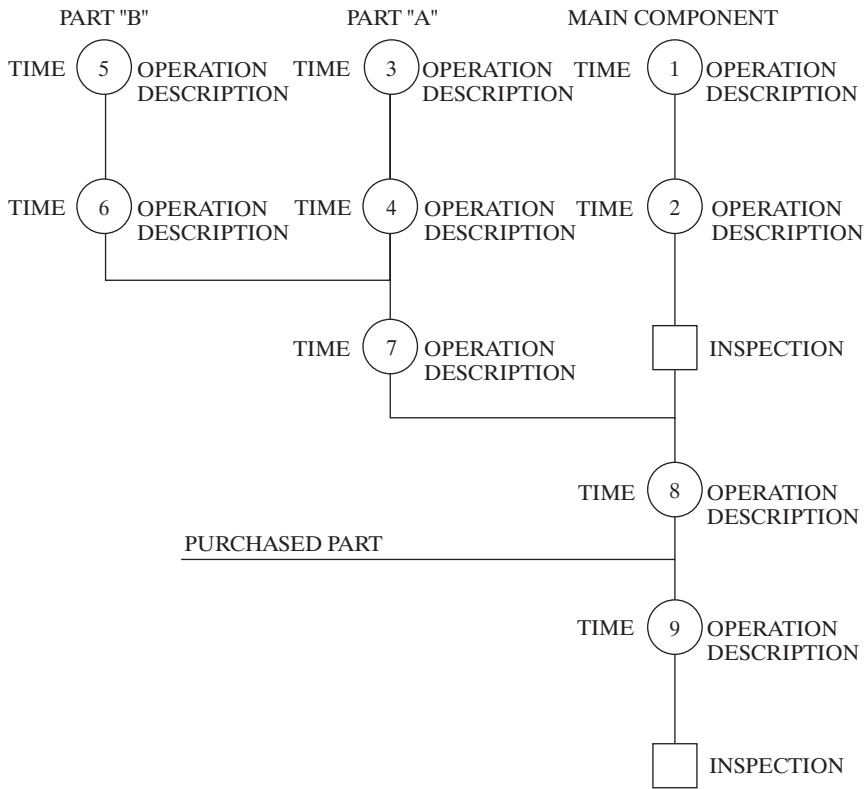 PART "B"
PART "A"
MAIN COMPONENT
TIME 5 OPERATION
DESCRIPTION
TIME 3 OPERATION
DESCRIPTION
TIME 1 OPERATION
DESCRIPTION
TIME 6 OPERATION
DESCRIPTION
TIME 4 OPERATION
DESCRIPTION
TIME 2 OPERATION
DESCRIPTION
TIME 7 OPERATION
DESCRIPTION
INSPECTION
TIME 8 OPERATION
DESCRIPTION
PURCHASED PART
TIME 9 OPERATION
DESCRIPTION
INSPECTION